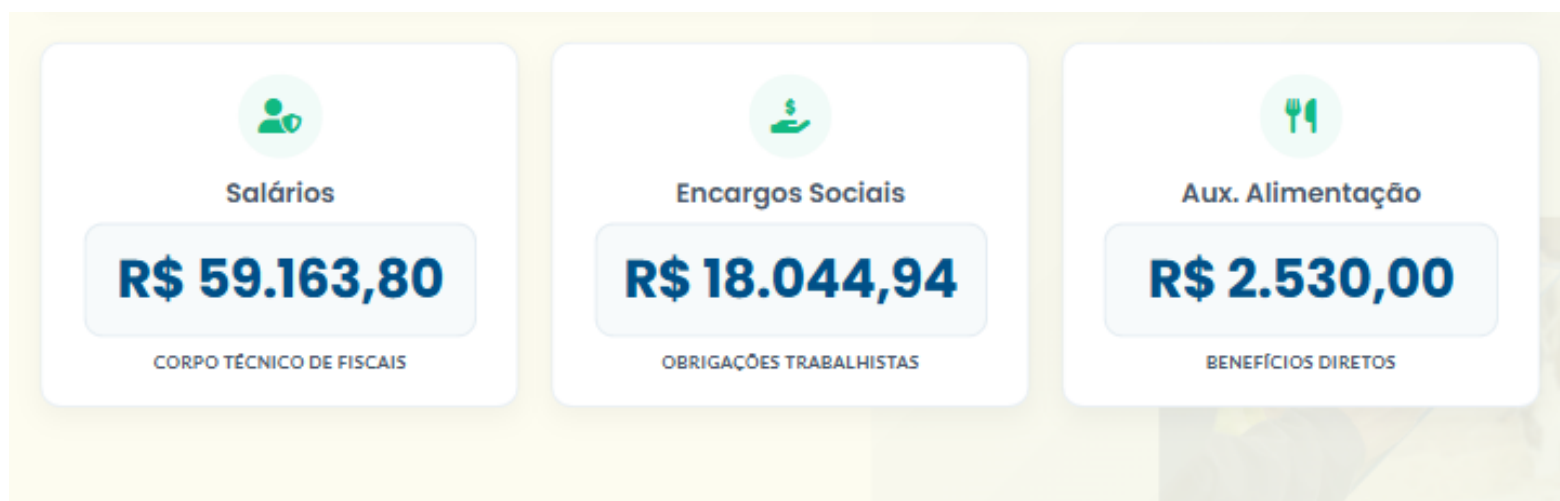 Salários
R$ 59.163,80
CORPO TÉCNICO DE FISCAIS
Encargos Sociais
R$ 18.044,94
OBRIGAÇÕES TRABALHISTAS
Aux. Alimentação
R$ 2.530,00
BENEFÍCIOS DIRETOS